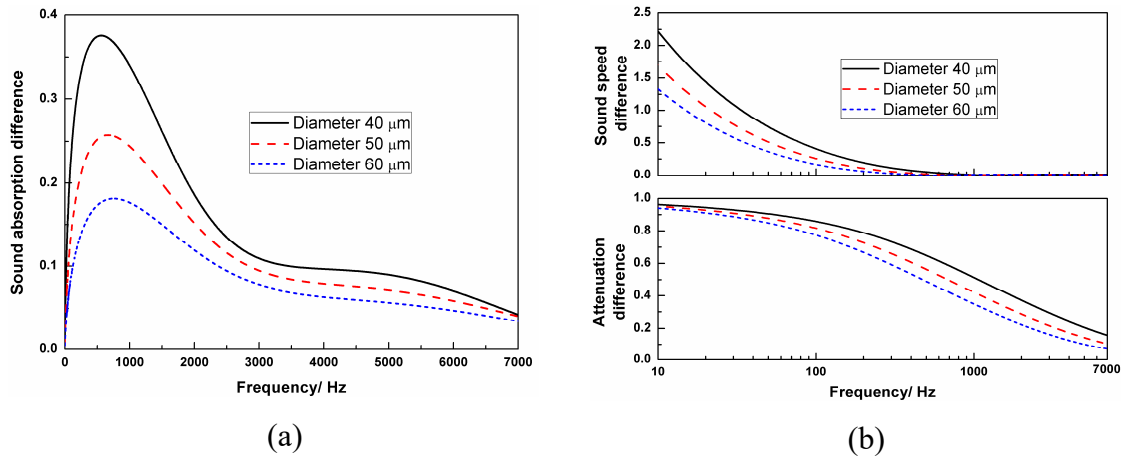 0.4
0.3
0.2
0.1
0.0
Sound absorption difference
Diameter 40 μm
Diameter 50 μm
Diameter 60 μm
0 1000 2000 3000 4000 5000 6000 7000
Frequency/ Hz
(a)
2.5
2.0
1.5
1.0
0.5
0.0
Sound speed
difference
Diameter 40 μm
Diameter 50 μm
Diameter 60 μm
1.0
0.8
0.6
0.4
0.2
0.0
Attenuation
difference
10 100 1000 7000
Frequency/ Hz
(b)